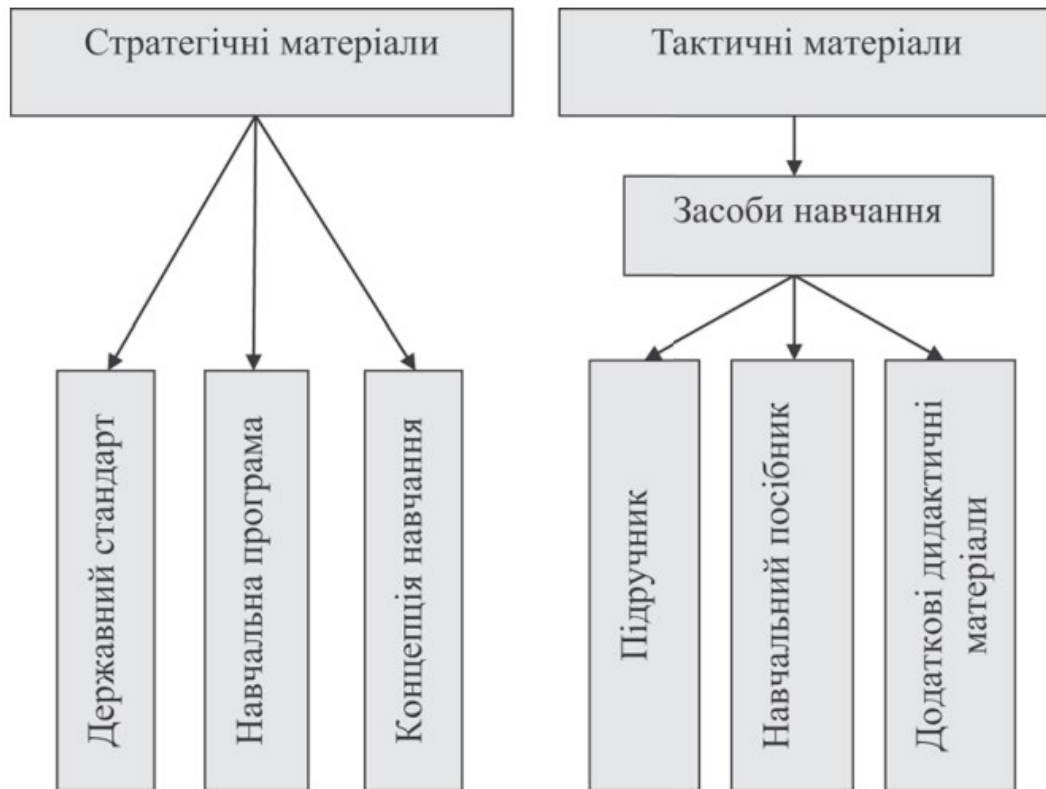 Стратегічні матеріали
Тактичні матеріали
Засоби навчання
Державний стандарт
Навчальна програма
Концепція навчання
Підручник
Навчальний посібник
Додаткові дидактичні
матеріали